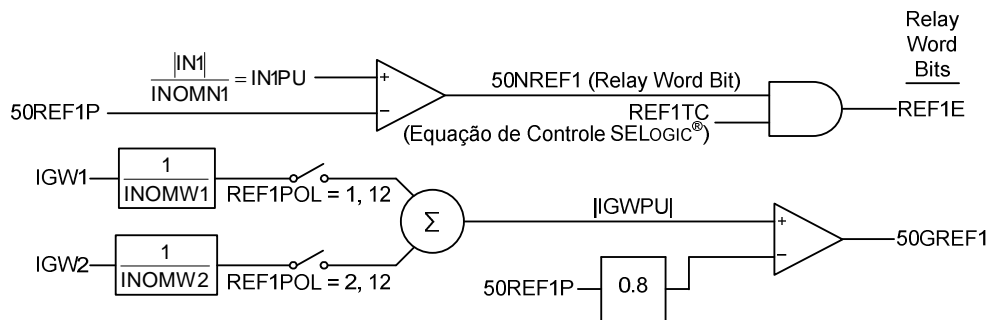 Relay
Word
Bits
|IN1|
INOMN1
= IN1PU
+
50NREF1 (Relay Word Bit)
50REF1P
−
REF1TC
REF1E
(Equação de Controle SELOGIC®)
IGW1
1
INOMW1
REF1POL = 1, 12
Σ
|IGWPU|
+
50GREF1
IGW2
1
INOMW2
REF1POL = 2, 12
−
50REF1P
0.8